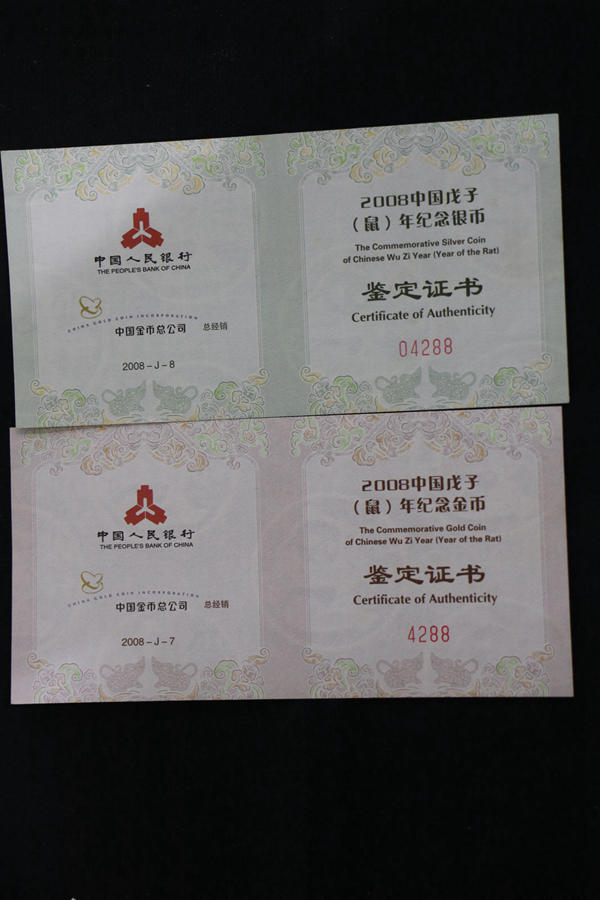 中国人民银行
THE PEOPLE'S BANK OF CHINA
CHINA GOLD COIN INCORPORATION
中国金币总公司 总经销
2008-J-8
2008中国戊子
(鼠)年纪念银币
The Commemorative Silver Coin
of Chinese Wu Zi Year (Year of the Rat)
鉴定证书
Certificate of Authenticity
04288
中国人民银行
THE PEOPLE'S BANK OF CHINA
CHINA GOLD COIN INCORPORATION
中国金币总公司 总经销
2008-J-7
2008中国戊子
(鼠)年纪念金币
The Commemorative Gold Coin
of Chinese Wu Zi Year (Year of the Rat)
鉴定证书
Certificate of Authenticity
4288